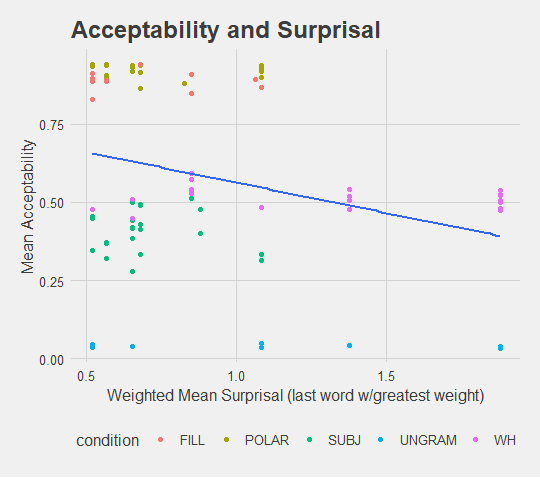 Acceptability and Surprisal
Mean Acceptability
0.75
0.50
0.25
0.00
0.5 1.0 1.5
Weighted Mean Surprisal (last word w/greatest weight)
condition FILL POLAR SUBJ UNGRAM WH